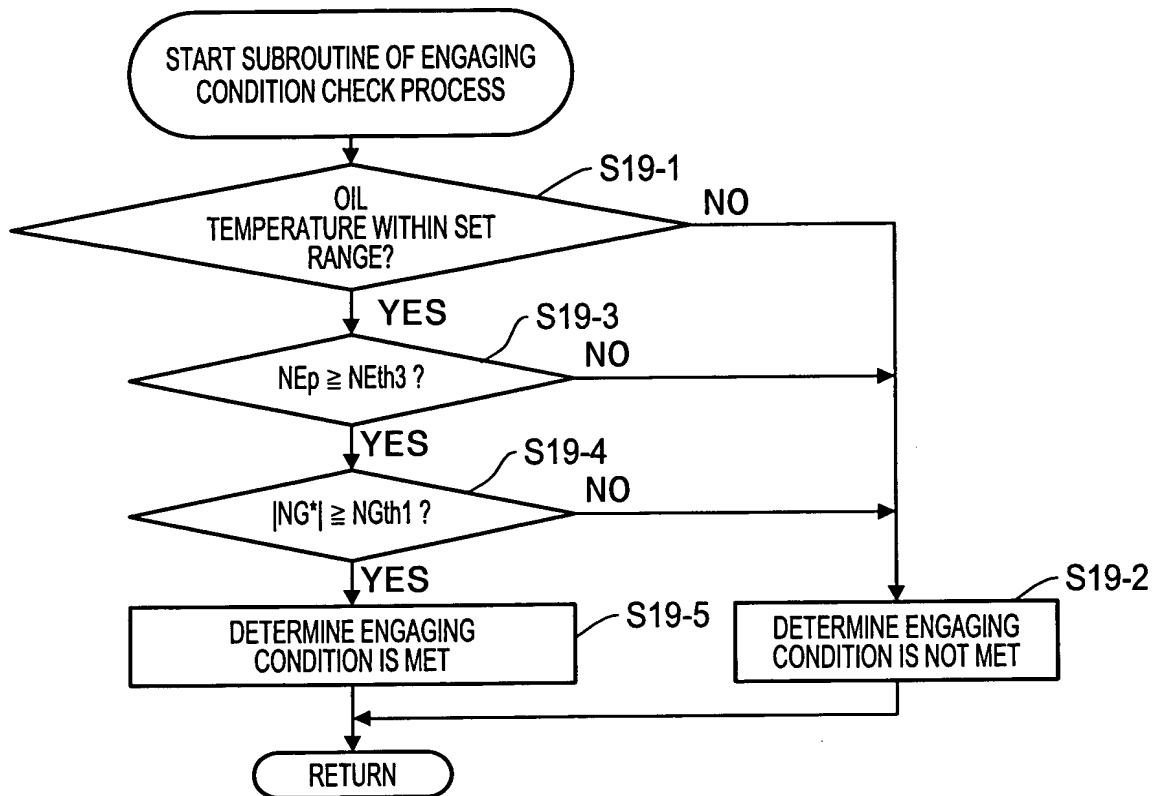 START SUBROUTINE OF ENGAGING
CONDITION CHECK PROCESS
S19-1
OIL
TEMPERATURE WITHIN SET
RANGE?
NO
YES
S19-3
NEp ≧ NEth3 ?
NO
YES
S19-4
|NG*| ≧ NGth1 ?
NO
YES
S19-5
DETERMINE ENGAGING
CONDITION IS MET
S19-2
DETERMINE ENGAGING
CONDITION IS NOT MET
RETURN